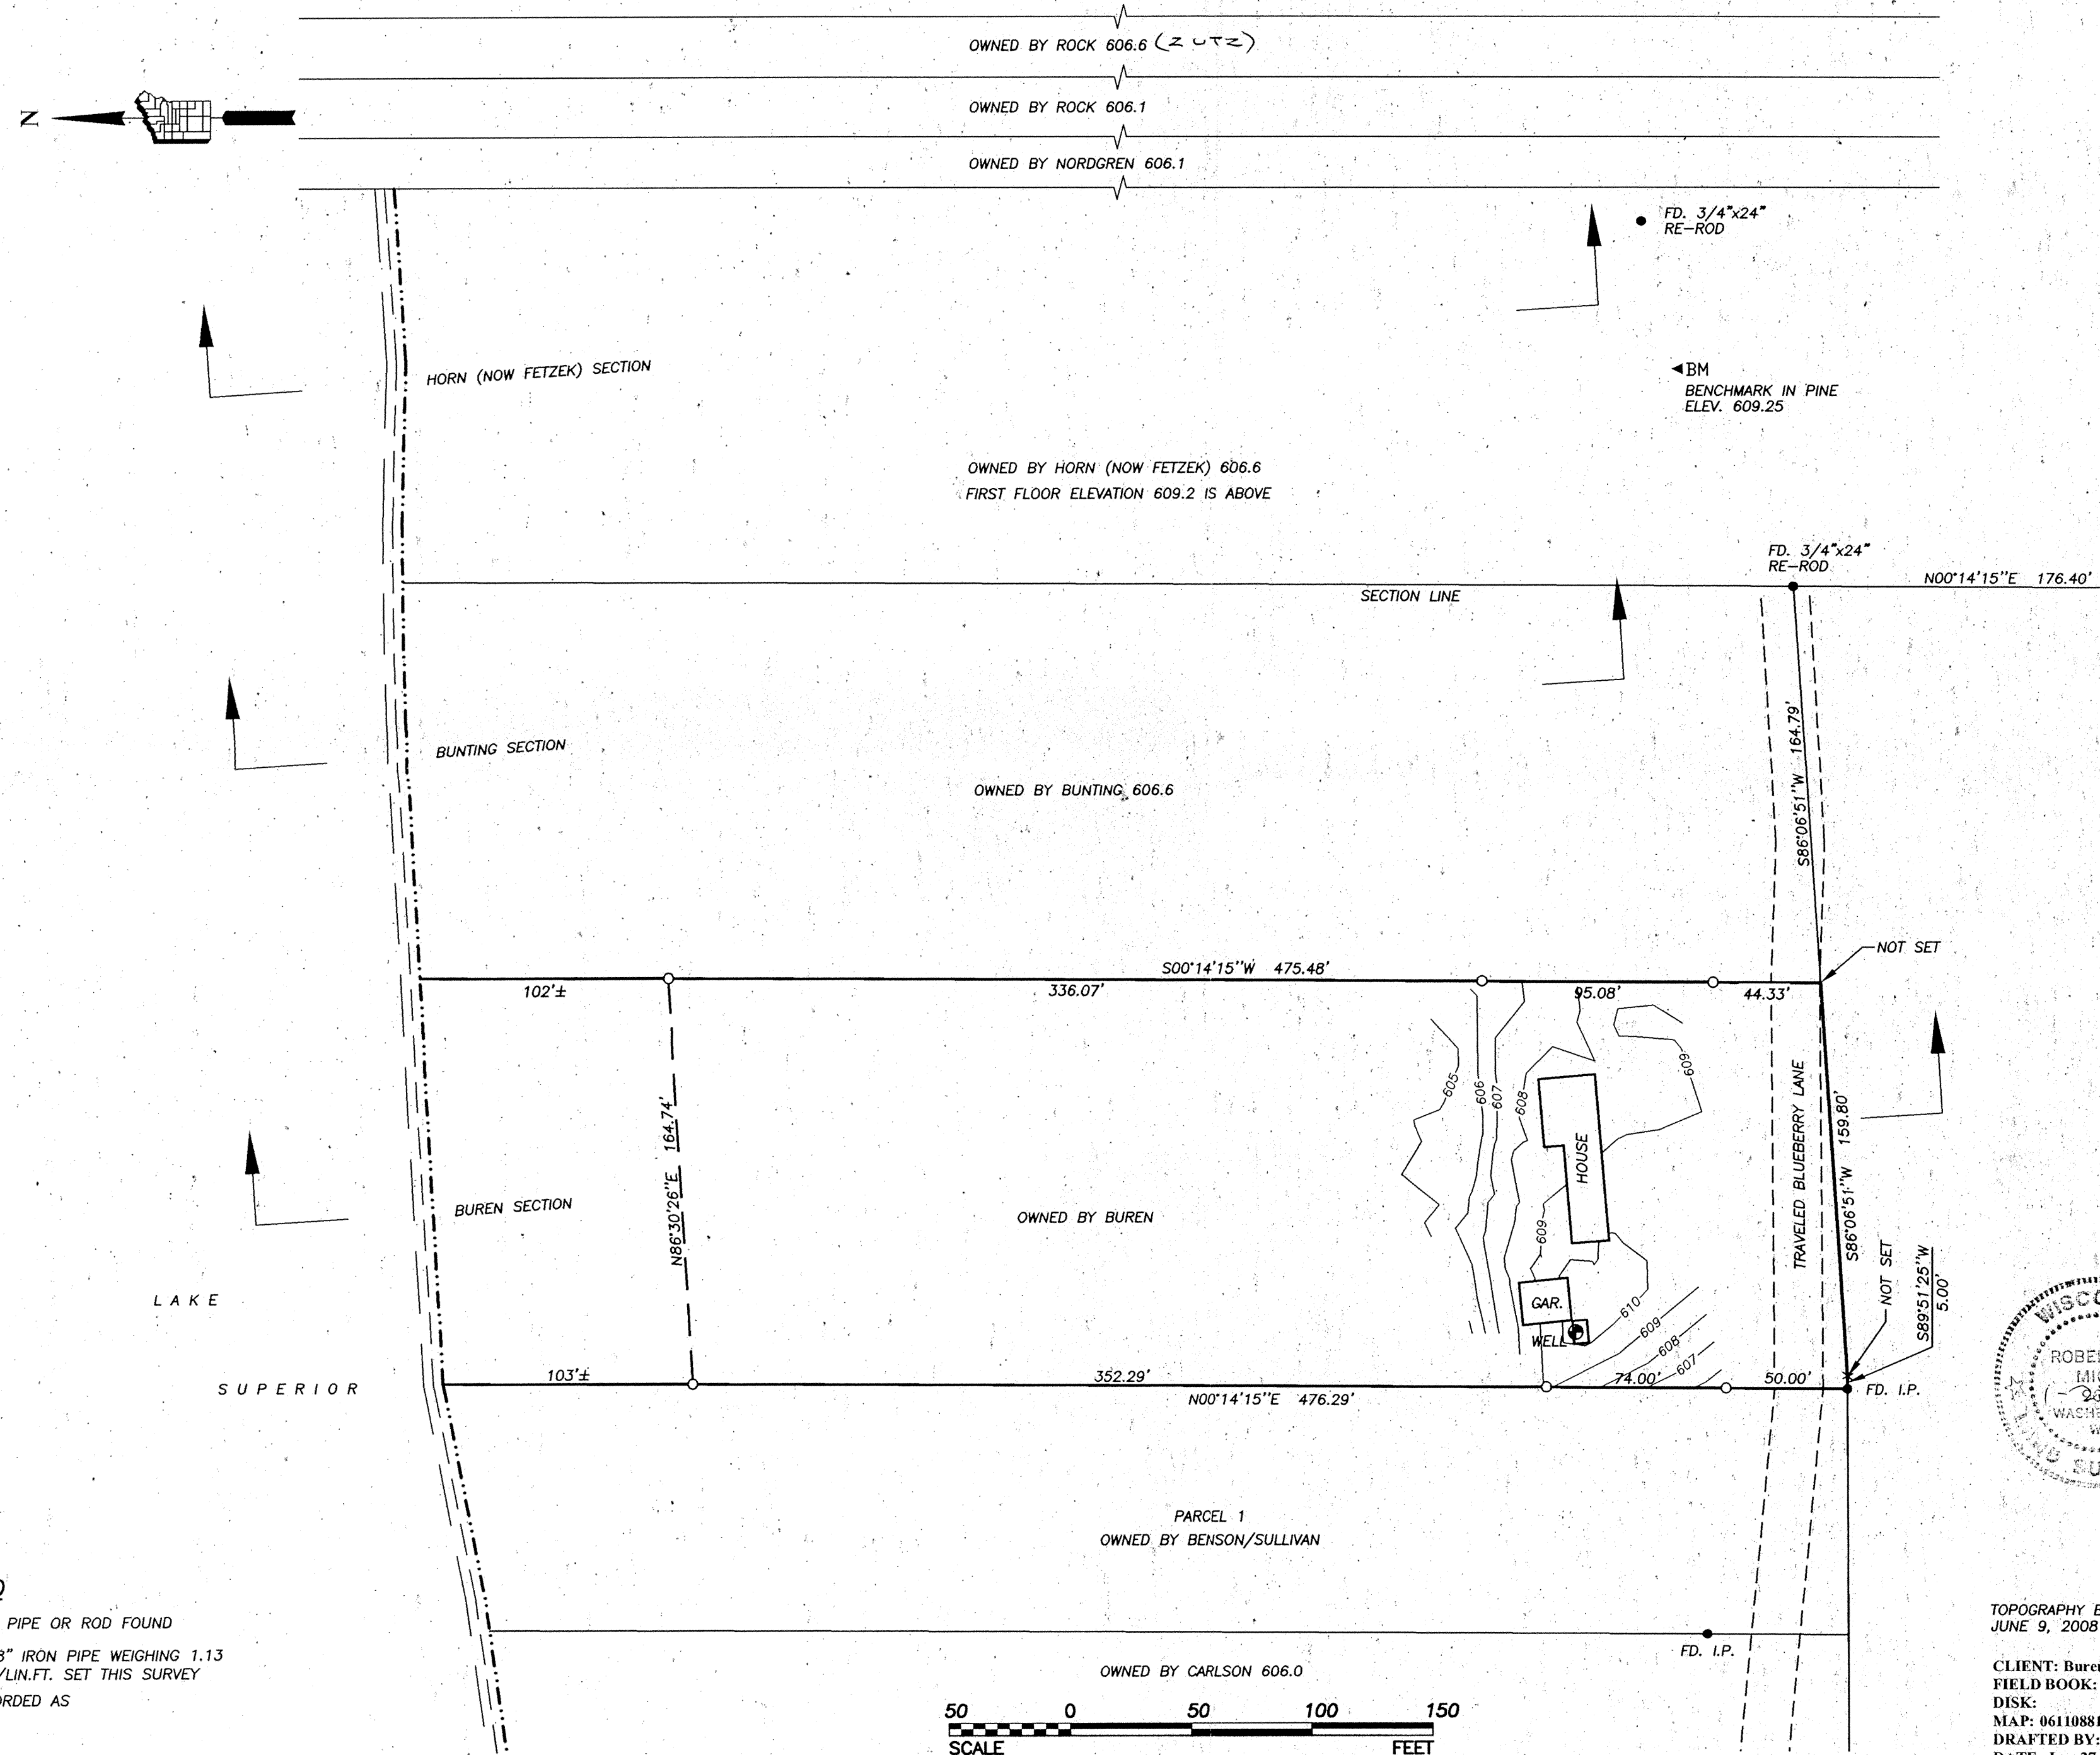 OWNED BY ROCK 606.6 (ZUTZ)
N
OWNED BY ROCK 606.1
OWNED BY NORDGREN 606.1
FD. 3/4"x24"
RE-ROD
HORN (NOW FETZEK) SECTION
BM
BENCHMARK IN PINE
ELEV. 609.25
OWNED BY HORN (NOW FETZEK) 606.6
FIRST FLOOR ELEVATION 609.2 IS ABOVE
FD. 3/4"x24"
RE-ROD
N00°14'15"E 176.40'
SECTION LINE
S86°06'51"W 164.79'
BUNTING SECTION
OWNED BY BUNTING 606.6
NOT SET
S00°14'15"W 475.48'
102'±
336.07'
95.08'
44.33'
605
606
607
608
609
HOUSE
TRAVELED BLUEBERRY LANE
S86°06'51"W 159.80'
N86°30'26"E 164.74'
BUREN SECTION
OWNED BY BUREN
609
NOT SET
S89°51'25"W
5.00'
LAKE
SUPERIOR
GAR.
WELL
610
609
608
607
103'±
352.29'
74.00'
50.00'
FD. I.P.
N00°14'15"E 476.29'
WISCO
ROBE
MI
WASH
W
SU
PARCEL 1
OWNED BY BENSON/SULLIVAN
PIPE OR ROD FOUND
8" IRON PIPE WEIGHING 1.13
/LIN.FT. SET THIS SURVEY
ORDED AS
FD. I.P.
OWNED BY CARLSON 606.0
50 0 50 100 150
SCALE FEET
TOPOGRAPHY B
JUNE 9, 2008
CLIENT: Buren
FIELD BOOK:
DISK:
MAP: 06110881
DRAFTED BY: